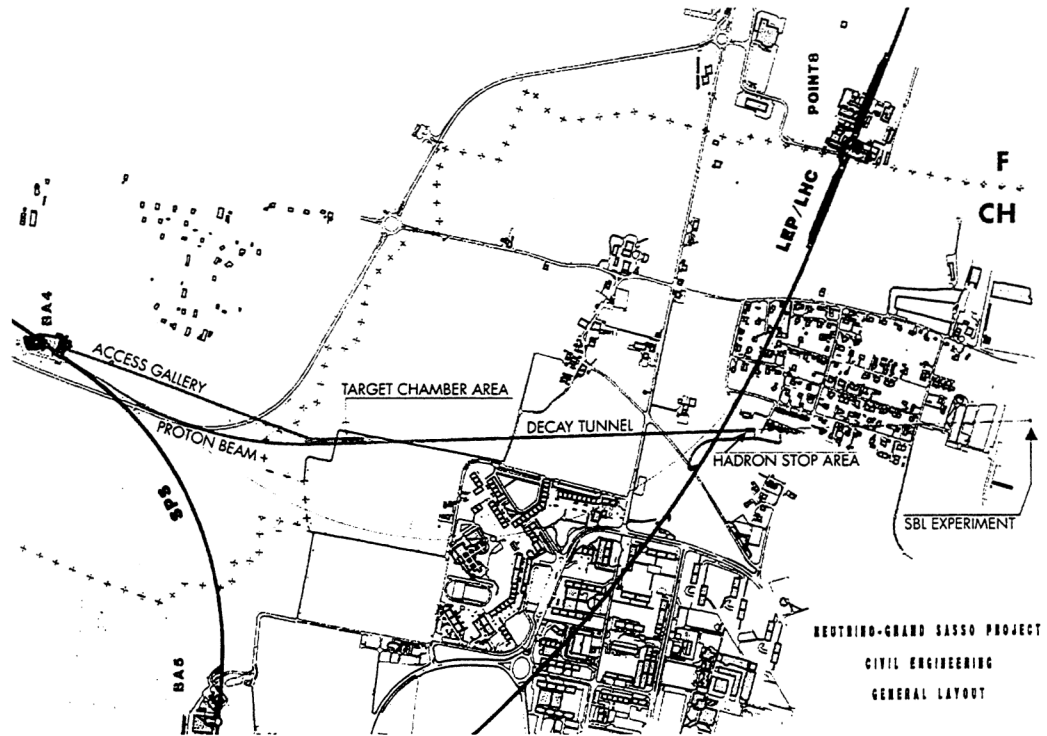 POINT8
F
CH
LEP/LHC
BA4
ACCESS GALLERY
TARGET CHAMBER AREA
PROTON BEAM
DECAY TUNNEL
HADRON STOP AREA
SPS
SBL EXPERIMENT
BA5
NEUTRINO-GRAND SASSO PROJECT
CIVIL ENGINEERING
GENERAL LAYOUT